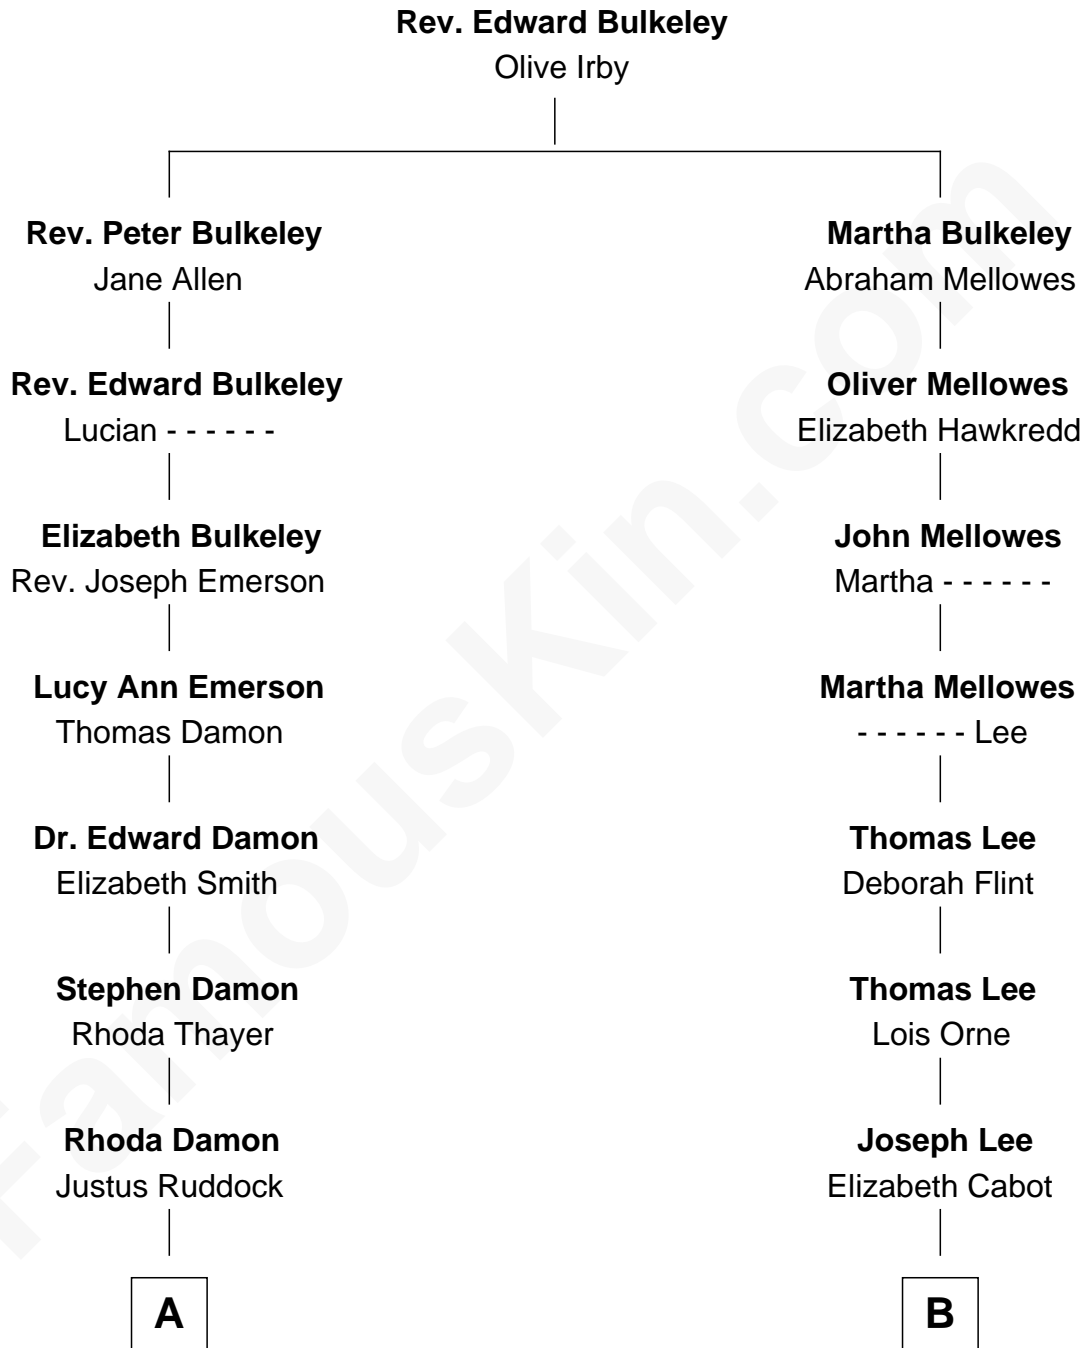 Rev. Edward Bulkeley
Olive Irby
Rev. Peter Bulkeley
Jane Allen
Martha Bulkeley
Abraham Mellowes
Rev. Edward Bulkeley
Lucian - - - - - -
Oliver Mellowes
Elizabeth Hawkredd
Elizabeth Bulkeley
Rev. Joseph Emerson
John Mellowes
Martha - - - - - -
Lucy Ann Emerson
Thomas Damon
Martha Mellowes
- - - - - - Lee
Dr. Edward Damon
Elizabeth Smith
Thomas Lee
Deborah Flint
Stephen Damon
Rhoda Thayer
Thomas Lee
Lois Orne
Rhoda Damon
Justus Ruddock
Joseph Lee
Elizabeth Cabot
A
B
FamousKin.com